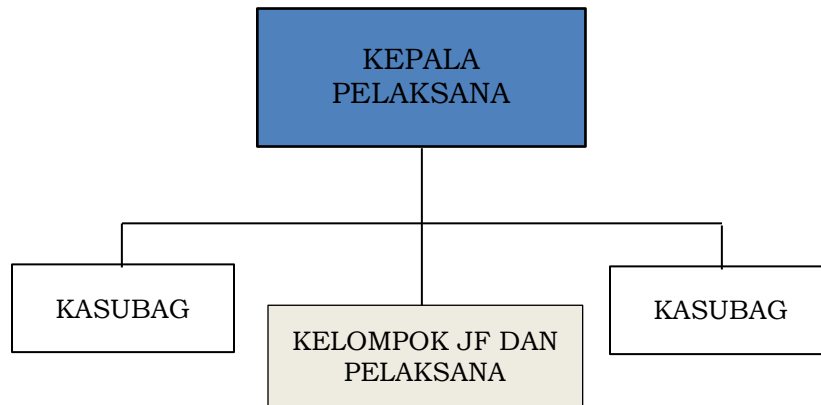 KEPALA
PELAKSANA
KASUBAG
KELOMPOK JF DAN
PELAKSANA
KASUBAG